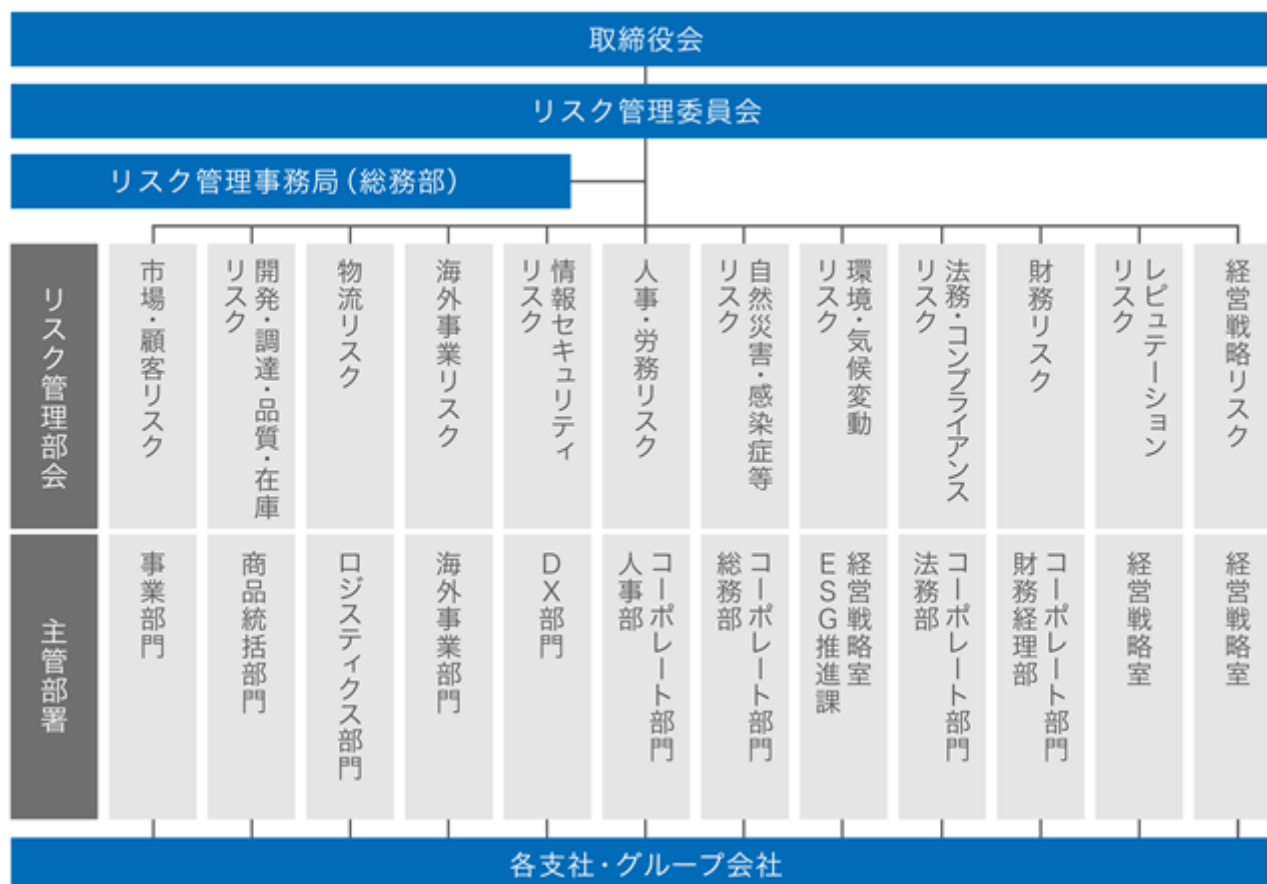 取締役会
リスク管理委員会
リスク管理事務局(総務部)
リスク管理部会
市場・顧客リスク
開発・調達・品質・在庫
リスク
物流リスク
海外事業リスク
情報セキュリティ
リスク
人事・労務リスク
自然災害・感染症等
リスク
環境・気候変動
リスク
法務・コンプライアンス
リスク
財務リスク
レピュテーション
リスク
経営戦略リスク
主管部署
事業部門
商品統括部門
ロジスティクス部門
海外事業部門
DX部門
コーポレート部門
人事部
コーポレート部門
総務部
経営戦略室
ESG推進課
コーポレート部門
法務部
コーポレート部門
財務経理部
経営戦略室
経営戦略室
各支社・グループ会社